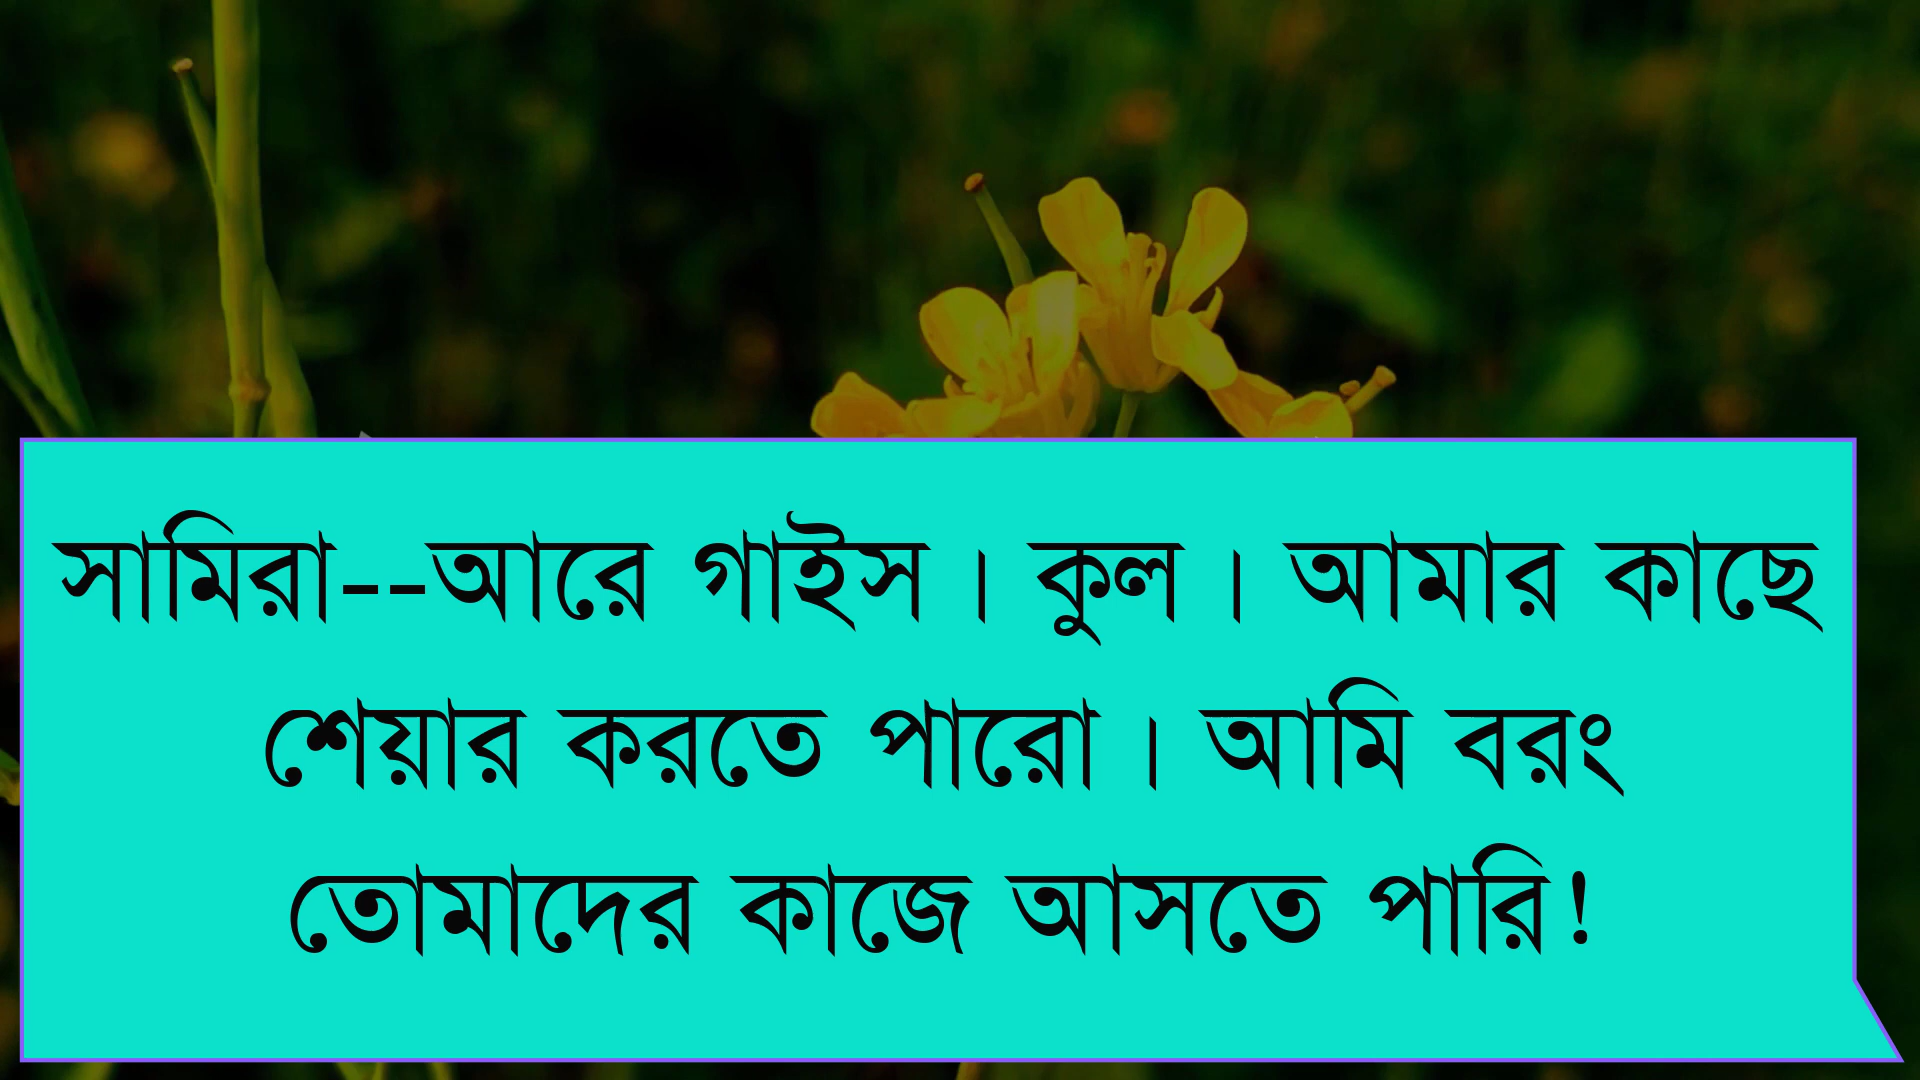 সামিরা--আরে গাইস । কুল । আমার কাছে
শেয়ার করতে পারো । আমি বরং
তোমাদের কাজে আসতে পারি!